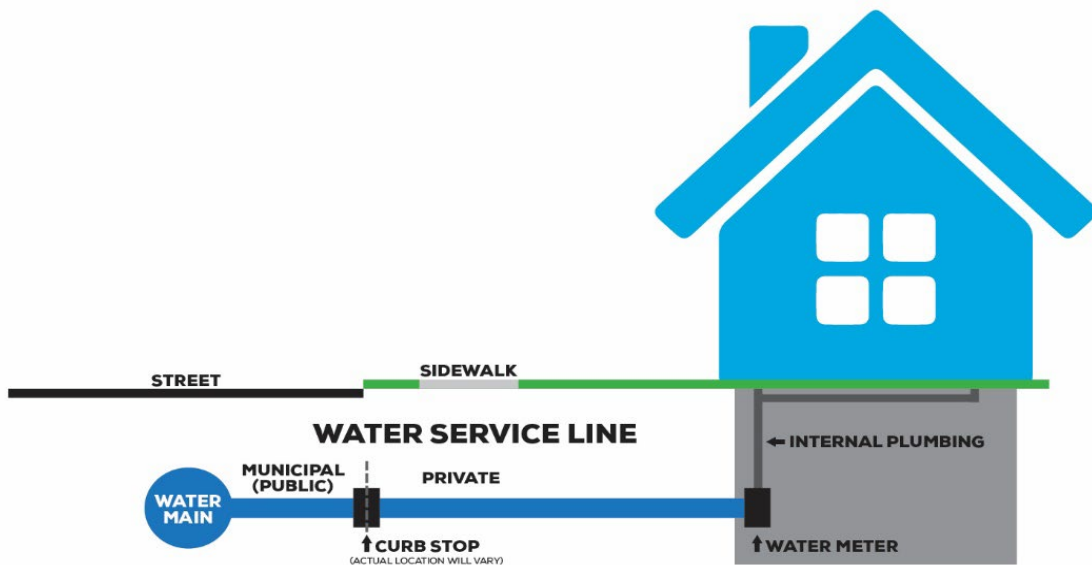 STREET
SIDEWALK
WATER SERVICE LINE
INTERNAL PLUMBING
MUNICIPAL
(PUBLIC)
PRIVATE
WATER
MAIN
CURB STOP
(ACTUAL LOCATION WILL VARY)
WATER METER